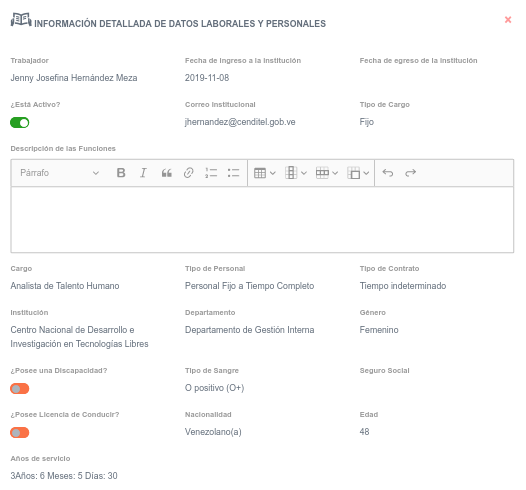 INFORMACIÓN DETALLADA DE DATOS LABORALES Y PERSONALES
×
Trabajador
Fecha de Ingreso a la Institución
Fecha de egreso de la Institución
Jenny Josefina Hernández Meza
2019-11-08
¿Está Activo?
Correo Institucional
Tipo de Cargo
jhernandez@cenditel.gob.ve
Fijo
Descripción de las Funciones
Párrafo
B
I
Cargo
Tipo de Personal
Tipo de Contrato
Analista de Talento Humano
Personal Fijo a Tiempo Completo
Tiempo indeterminado
Institución
Departamento
Género
Centro Nacional de Desarrollo e
Investigación en Tecnologías Libres
Departamento de Gestión Interna
Femenino
¿Posee una Discapacidad?
Tipo de Sangre
Seguro Social
O positivo (O+)
¿Posee Licencia de Conducir?
Nacionalidad
Edad
Venezolano(a)
48
Años de servicio
3Años: 6 Meses: 5 Días: 30